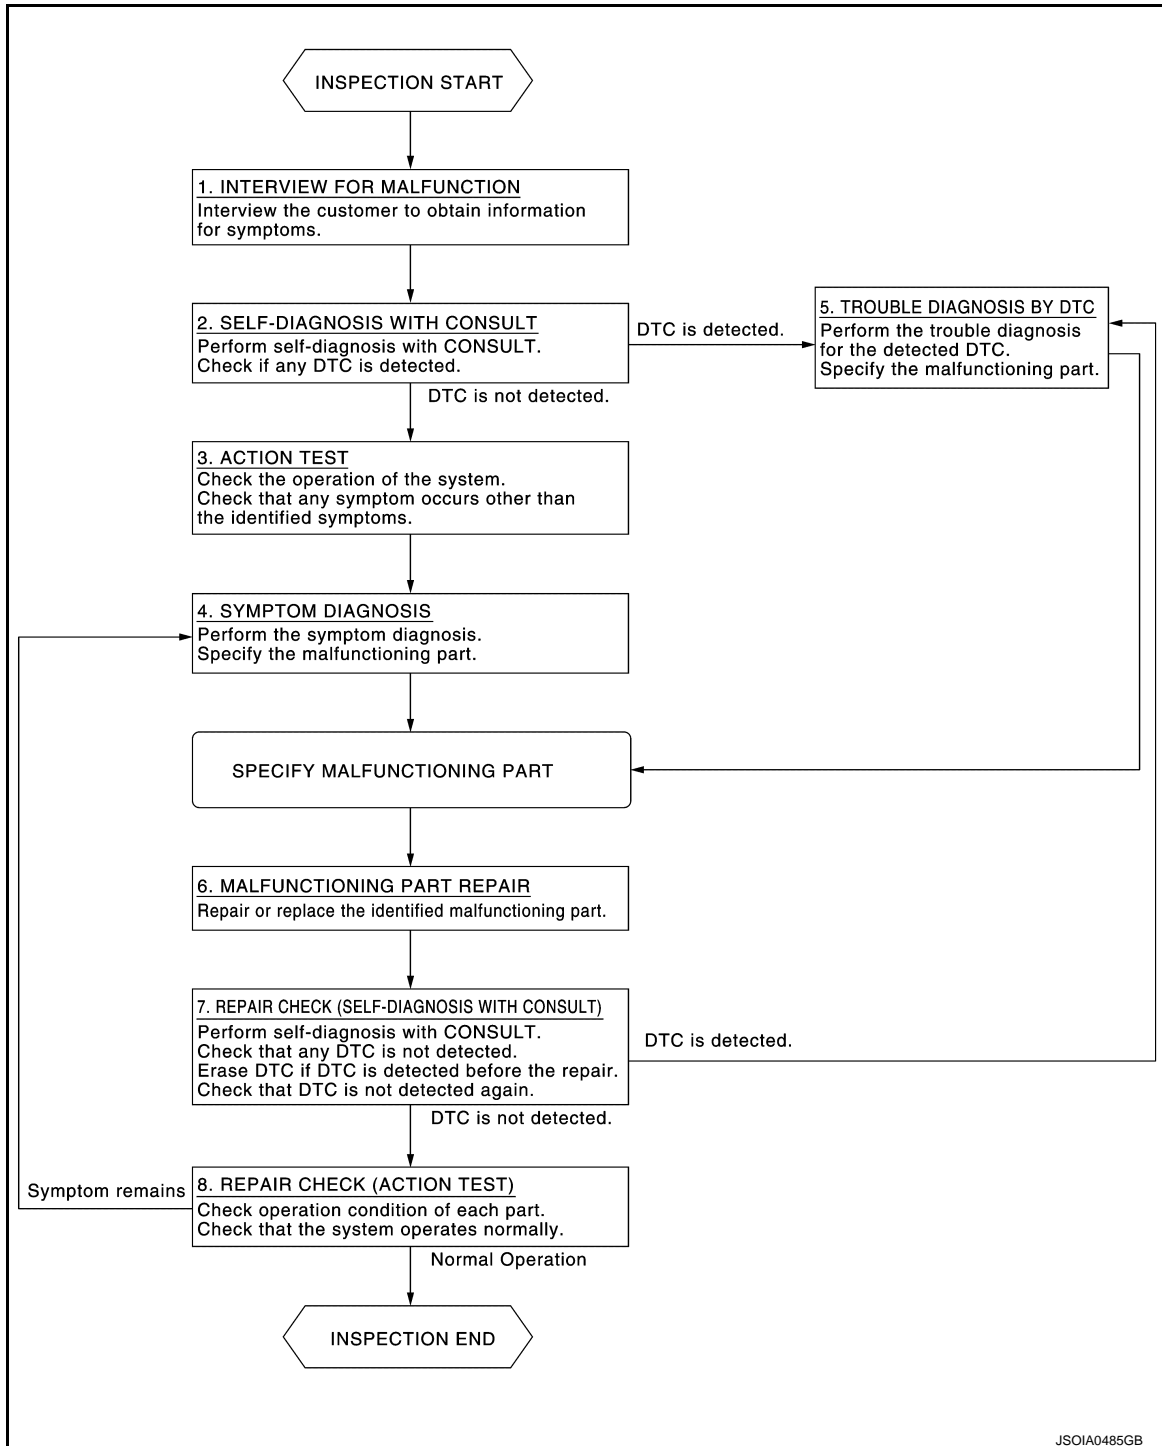 INSPECTION START
1. INTERVIEW FOR MALFUNCTION
Interview the customer to obtain information
for symptoms.
2. SELF-DIAGNOSIS WITH CONSULT
Perform self-diagnosis with CONSULT.
Check if any DTC is detected.
DTC is detected.
5. TROUBLE DIAGNOSIS BY DTC
Perform the trouble diagnosis
for the detected DTC.
Specify the malfunctioning part.
DTC is not detected.
3. ACTION TEST
Check the operation of the system.
Check that any symptom occurs other than
the identified symptoms.
4. SYMPTOM DIAGNOSIS
Perform the symptom diagnosis.
Specify the malfunctioning part.
SPECIFY MALFUNCTIONING PART
6. MALFUNCTIONING PART REPAIR
Repair or replace the identified malfunctioning part.
7. REPAIR CHECK (SELF-DIAGNOSIS WITH CONSULT)
Perform self-diagnosis with CONSULT.
Check that any DTC is not detected.
Erase DTC if DTC is detected before the repair.
Check that DTC is not detected again.
DTC is detected.
DTC is not detected.
Symptom remains
8. REPAIR CHECK (ACTION TEST)
Check operation condition of each part.
Check that the system operates normally.
Normal Operation
INSPECTION END
JSOIA0485GB